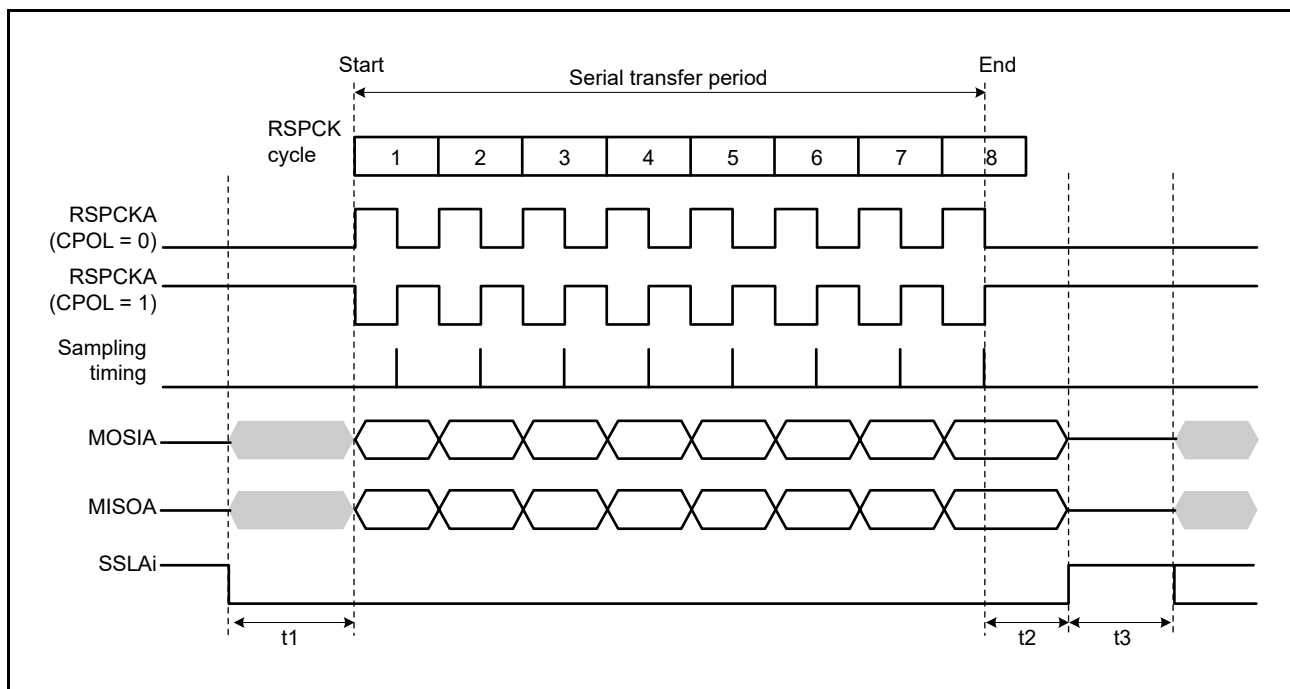 Start
End
Serial transfer period
RSPCK
cycle
1 2 3 4 5 6 7 8
RSPCKA
(CPOL = 0)
RSPCKA
(CPOL = 1)
Sampling
timing
MOSIA
MISOA
SSLAi
t1
t2
t3